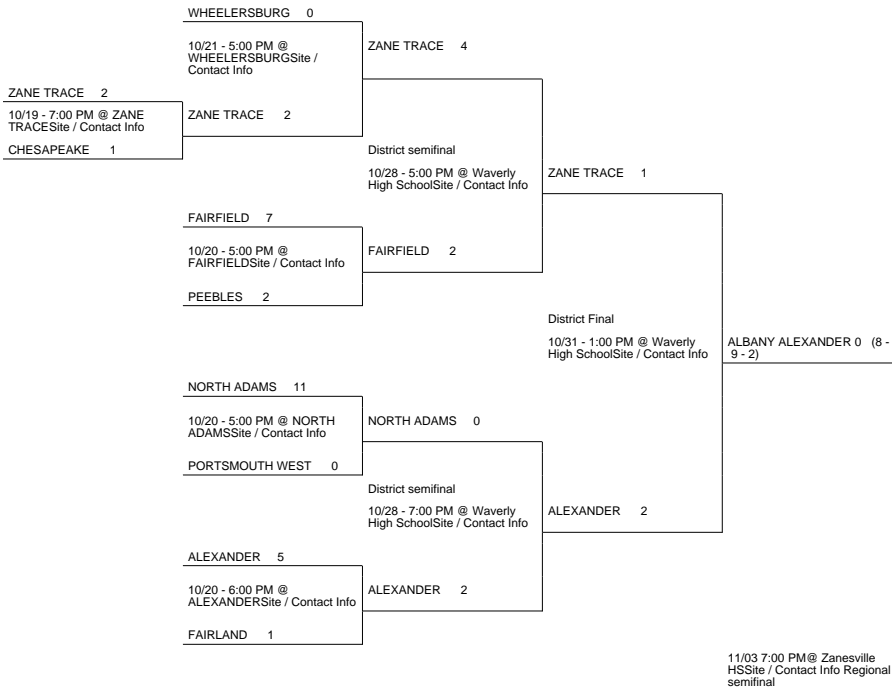 WHEELERSBURG 0
10/21 - 5:00 PM @
WHEELERSBURGSite /
Contact Info
ZANE TRACE 4
ZANE TRACE 2
10/19 - 7:00 PM @ ZANE
TRACESite / Contact Info
ZANE TRACE 2
CHESAPEAKE 1
District semifinal
10/28 - 5:00 PM @ Waverly
High SchoolSite / Contact Info
ZANE TRACE 1
FAIRFIELD 7
10/20 - 5:00 PM @
FAIRFIELDSite / Contact Info
FAIRFIELD 2
PEEBLES 2
District Final
10/31 - 1:00 PM @ Waverly
High SchoolSite / Contact Info
ALBANY ALEXANDER 0 (8 -
9 - 2)
NORTH ADAMS 11
10/20 - 5:00 PM @ NORTH
ADAMSSite / Contact Info
NORTH ADAMS 0
PORTSMOUTH WEST 0
District semifinal
10/28 - 7:00 PM @ Waverly
High SchoolSite / Contact Info
ALEXANDER 2
ALEXANDER 5
10/20 - 6:00 PM @
ALEXANDERSite / Contact Info
ALEXANDER 2
FAIRLAND 1
11/03 7:00 PM@ Zanesville
HSSite / Contact Info Regional
semifinal